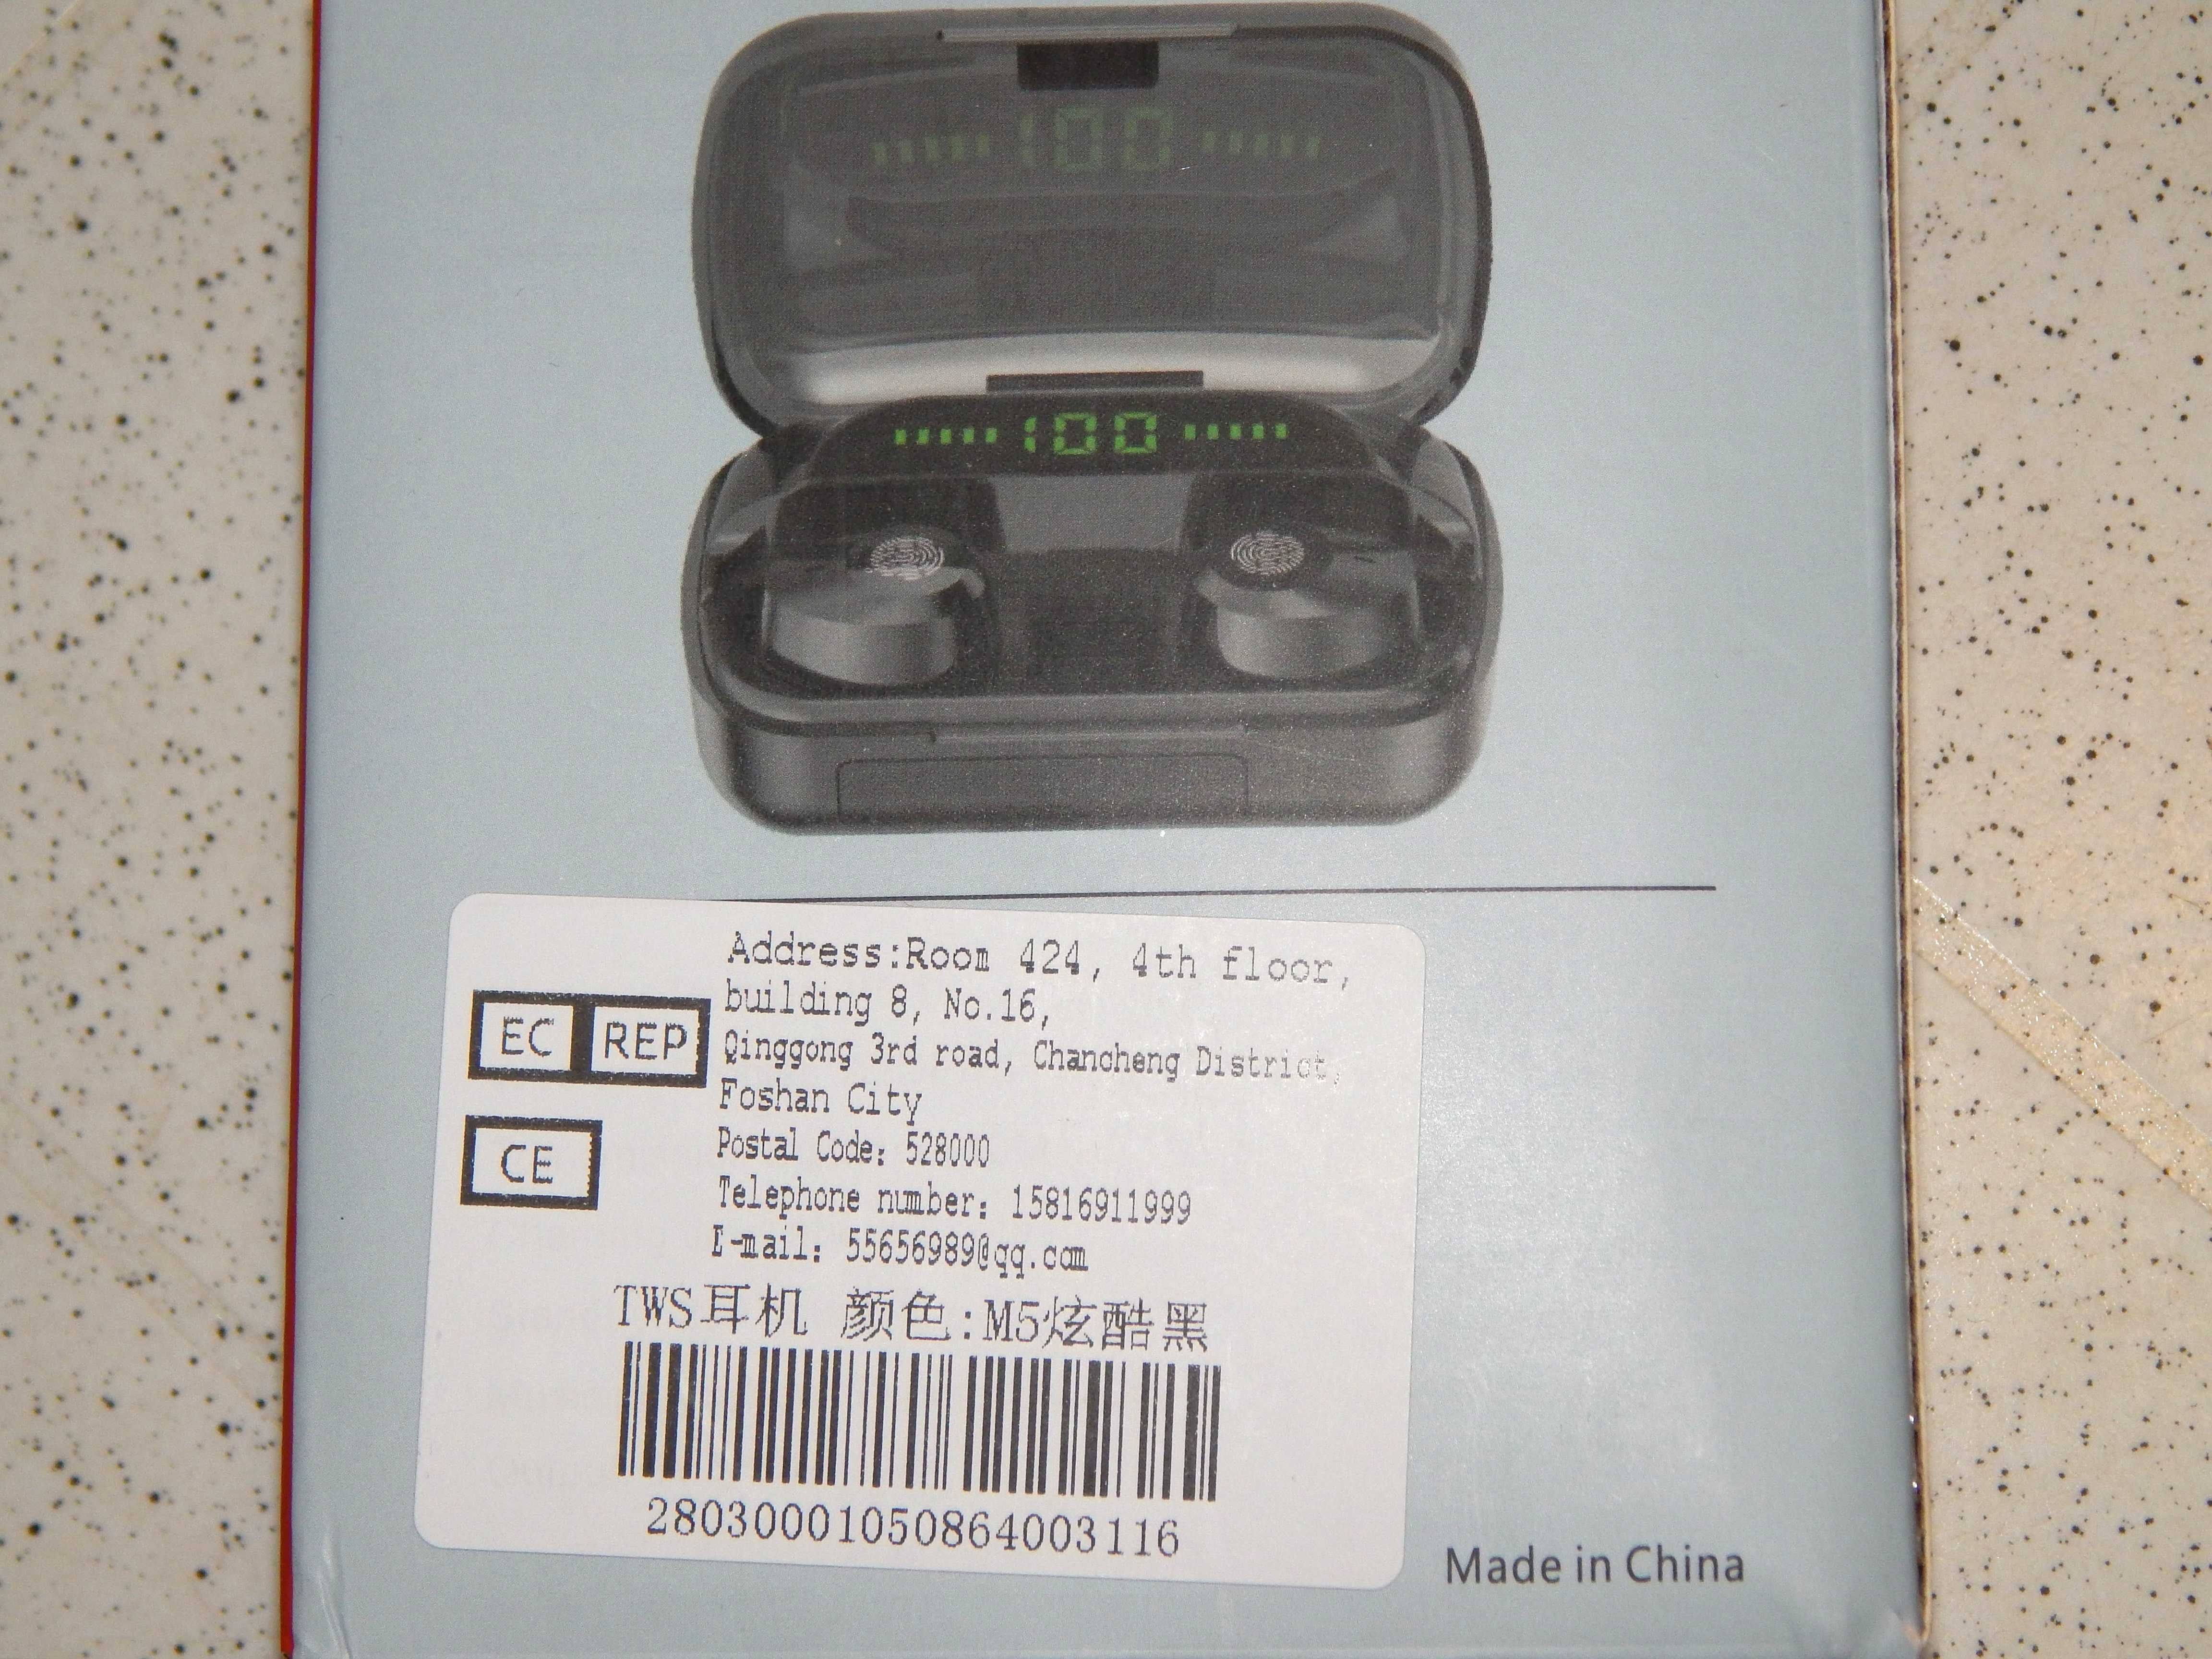 100
100
Address:Room 424, 4th floor,
building 8, No.16,
Qinggong 3rd road, Chancheng District,
Foshan City
Postal Code: 528000
Telephone number: 15816911999
E-mail: 55656989@qq.com
EC REP
CE
TWS耳机 颜色:M5炫酷黑
28030001050864003116
Made in China